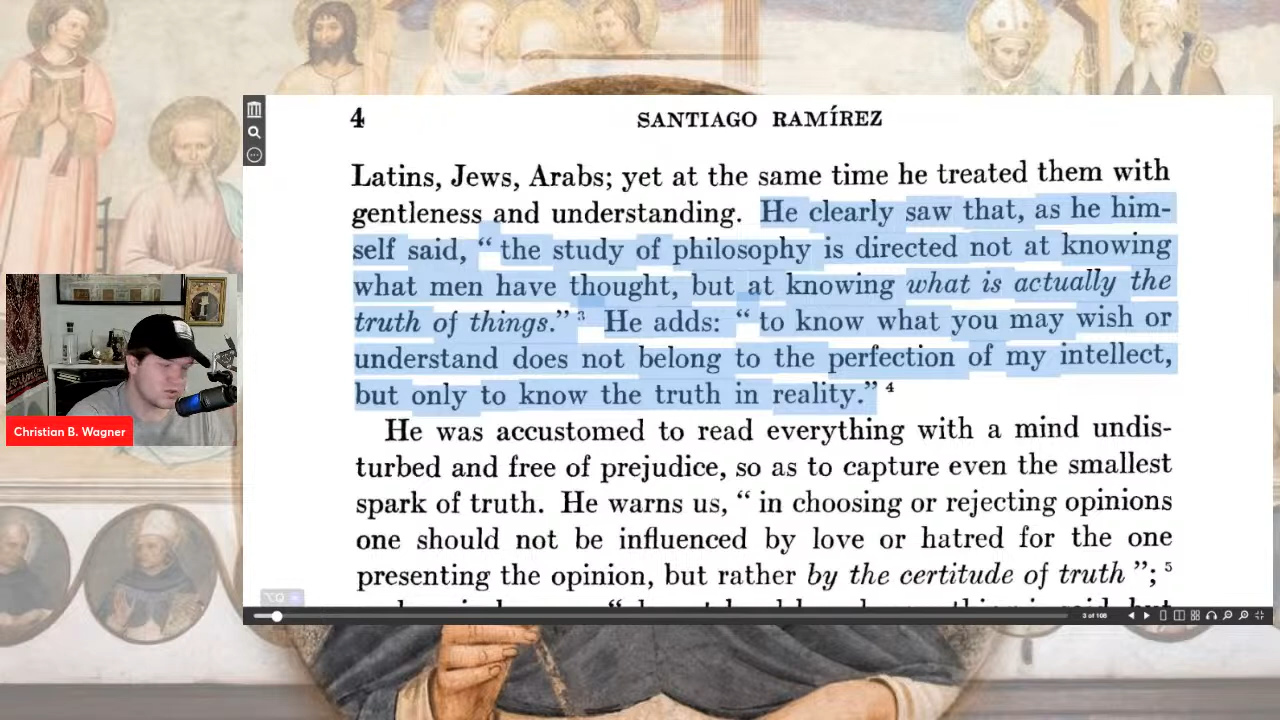 4 SANTIAGO RAMÍREZ
Latins, Jews, Arabs; yet at the same time he treated them with
gentleness and understanding. He clearly saw that, as he him-
self said, “ the study of philosophy is directed not at knowing
what men have thought, but at knowing what is actually the
truth of things.” 3 He adds: “ to know what you may wish or
understand does not belong to the perfection of my intellect,
but only to know the truth in reality.” 4
He was accustomed to read everything with a mind undis-
turbed and free of prejudice, so as to capture even the smallest
spark of truth. He warns us, “ in choosing or rejecting opinions
one should not be influenced by love or hatred for the one
presenting the opinion, but rather by the certitude of truth ”; 5
3 of 108
Christian B. Wagner